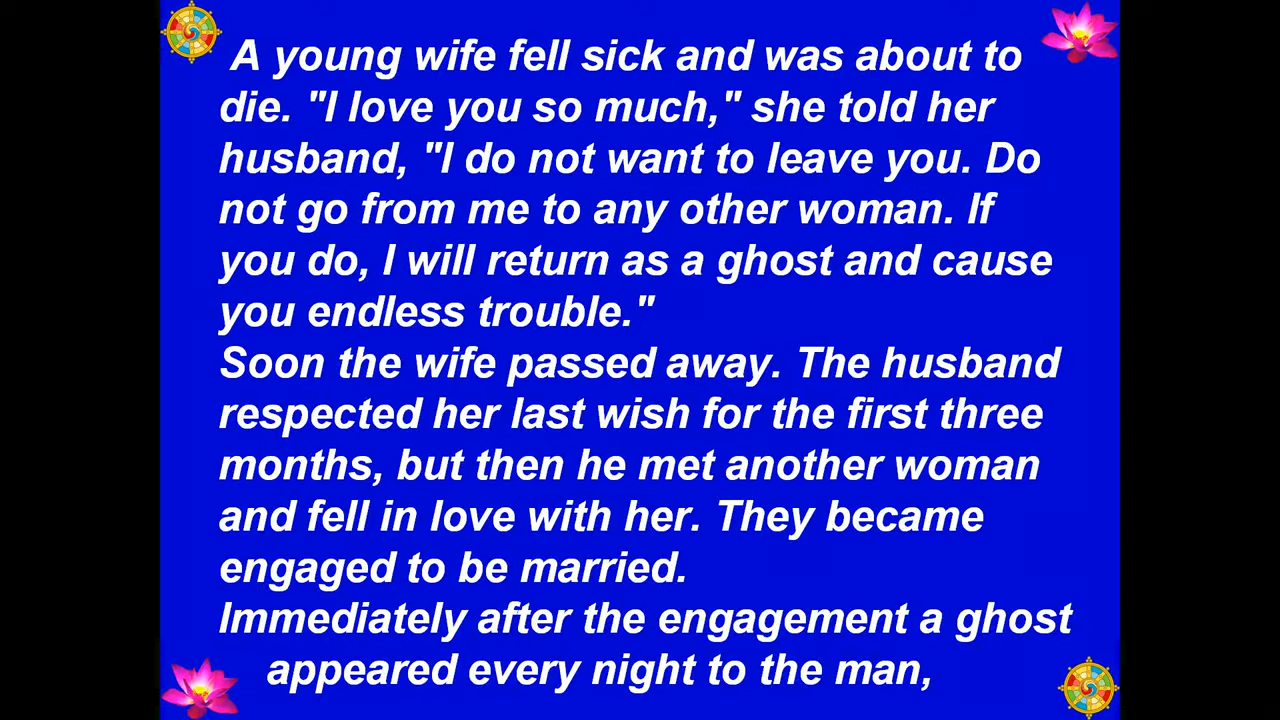 A young wife fell sick and was about to
die. "I love you so much," she told her
husband, "I do not want to leave you. Do
not go from me to any other woman. If
you do, I will return as a ghost and cause
you endless trouble."
Soon the wife passed away. The husband
respected her last wish for the first three
months, but then he met another woman
and fell in love with her. They became
engaged to be married.
Immediately after the engagement a ghost
appeared every night to the man,